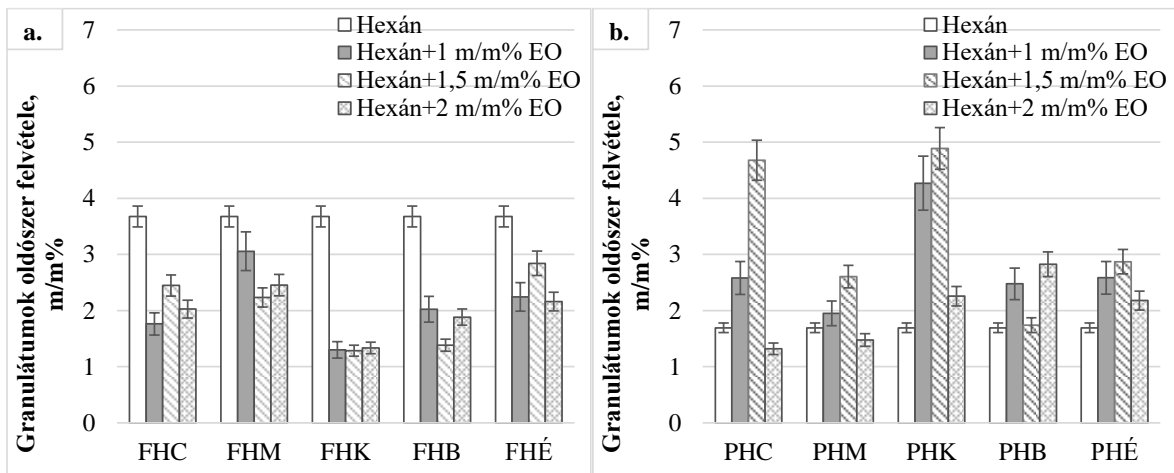 a.
Granulátumok oldószer felvétele,
m/m%
7
6
5
4
3
2
1
0
Hexán
Hexán+1 m/m% EO
Hexán+1,5 m/m% EO
Hexán+2 m/m% EO
FHC FHM FHK FHB FHÉ
b.
Granulátumok oldószer felvétele,
m/m%
7
6
5
4
3
2
1
0
Hexán
Hexán+1 m/m% EO
Hexán+1,5 m/m% EO
Hexán+2 m/m% EO
PHC PHM PHK PHB PHÉ